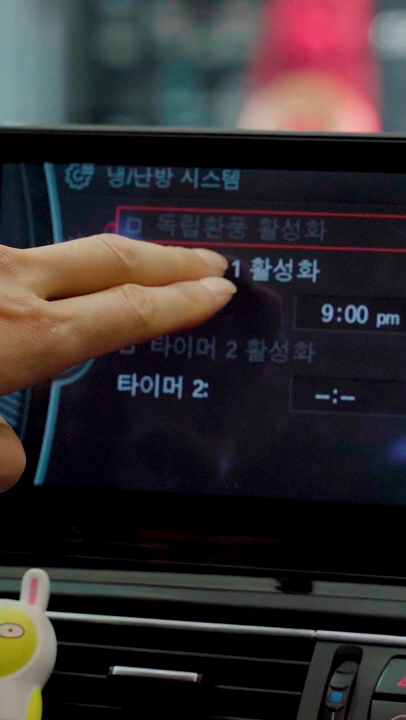 냉/난방 시스템
독립환풍 활성화
1 활성화
9:00 pm
타이머 2 활성화
타이머 2:
--:--